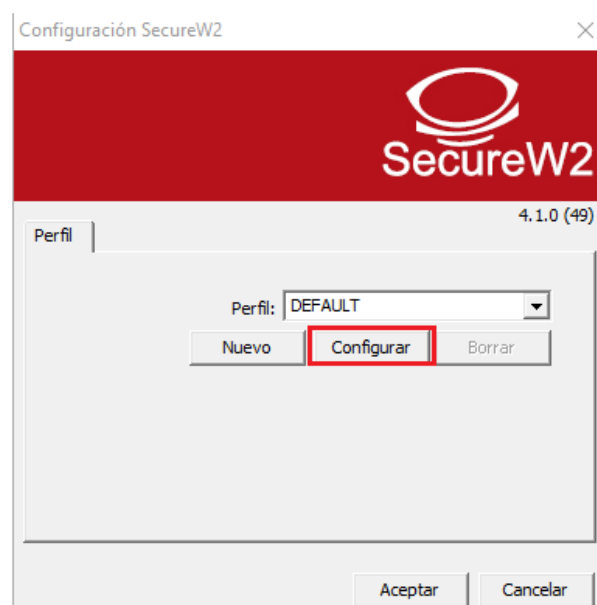 Configuración SecureW2
SecureW2
4.1.0 (49)
Perfil
Perfil: DEFAULT
Nuevo Configurar Borrar
Aceptar Cancelar